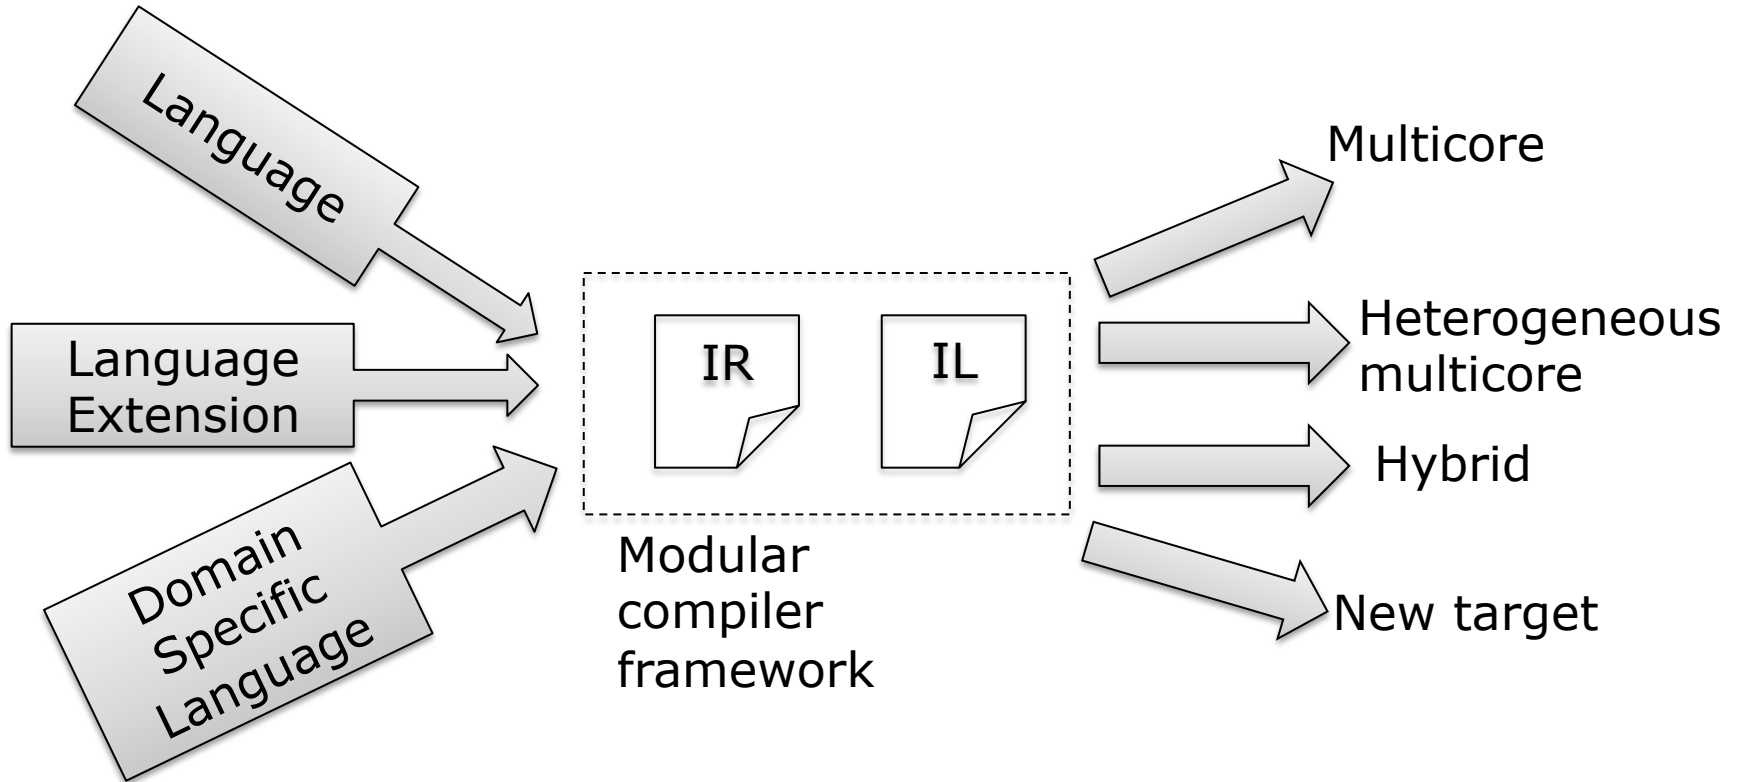 Language
Language
Extension
Domain
Specific
Language
IR
IL
Modular
compiler
framework
Multicore
Heterogeneous
multicore
Hybrid
New target